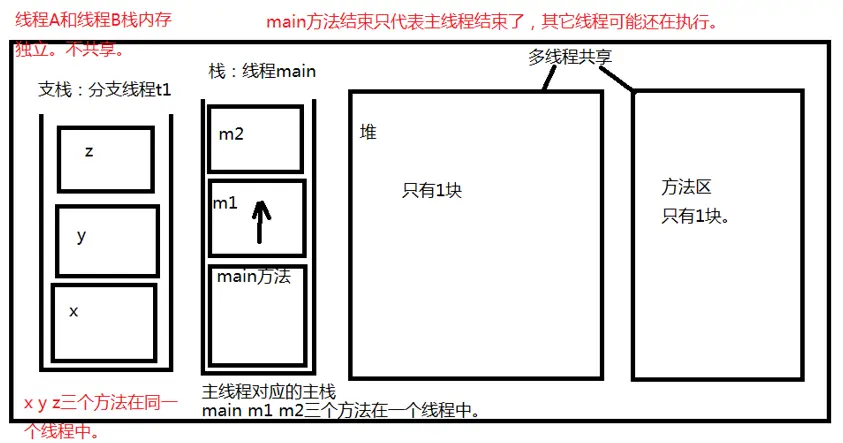 线程A和线程B栈内存
独立。不共享。
main方法结束只代表主线程结束了，其它线程可能还在执行。
多线程共享
支栈：分支线程t1
栈：线程main
z
y
x
m2
m1
main方法
堆
只有1块
方法区
只有1块。
x y z三个方法在同一
个线程中。
主线程对应的主栈
main m1 m2三个方法在一个线程中。